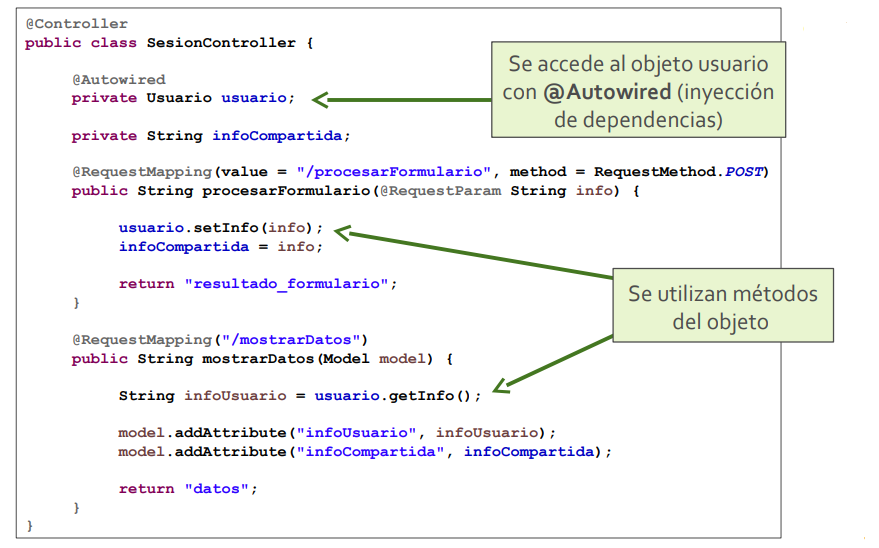 @Controller
public class SesionController {
@Autowired
private Usuario usuario;
private String infoCompartida;
@RequestMapping(value = "/procesarFormulario", method = RequestMethod.POST)
public String procesarFormulario(@RequestParam String info) {
usuario.setInfo(info);
infoCompartida = info;
return "resultado_formulario";
}
@RequestMapping("/mostrarDatos")
public String mostrarDatos(Model model) {
String infoUsuario = usuario.getInfo();
model.addAttribute("infoUsuario", infoUsuario);
model.addAttribute("infoCompartida", infoCompartida);
return "datos";
}
}
Se accede al objeto usuario
con @Autowired (inyección
de dependencias)
Se utilizan métodos
del objeto